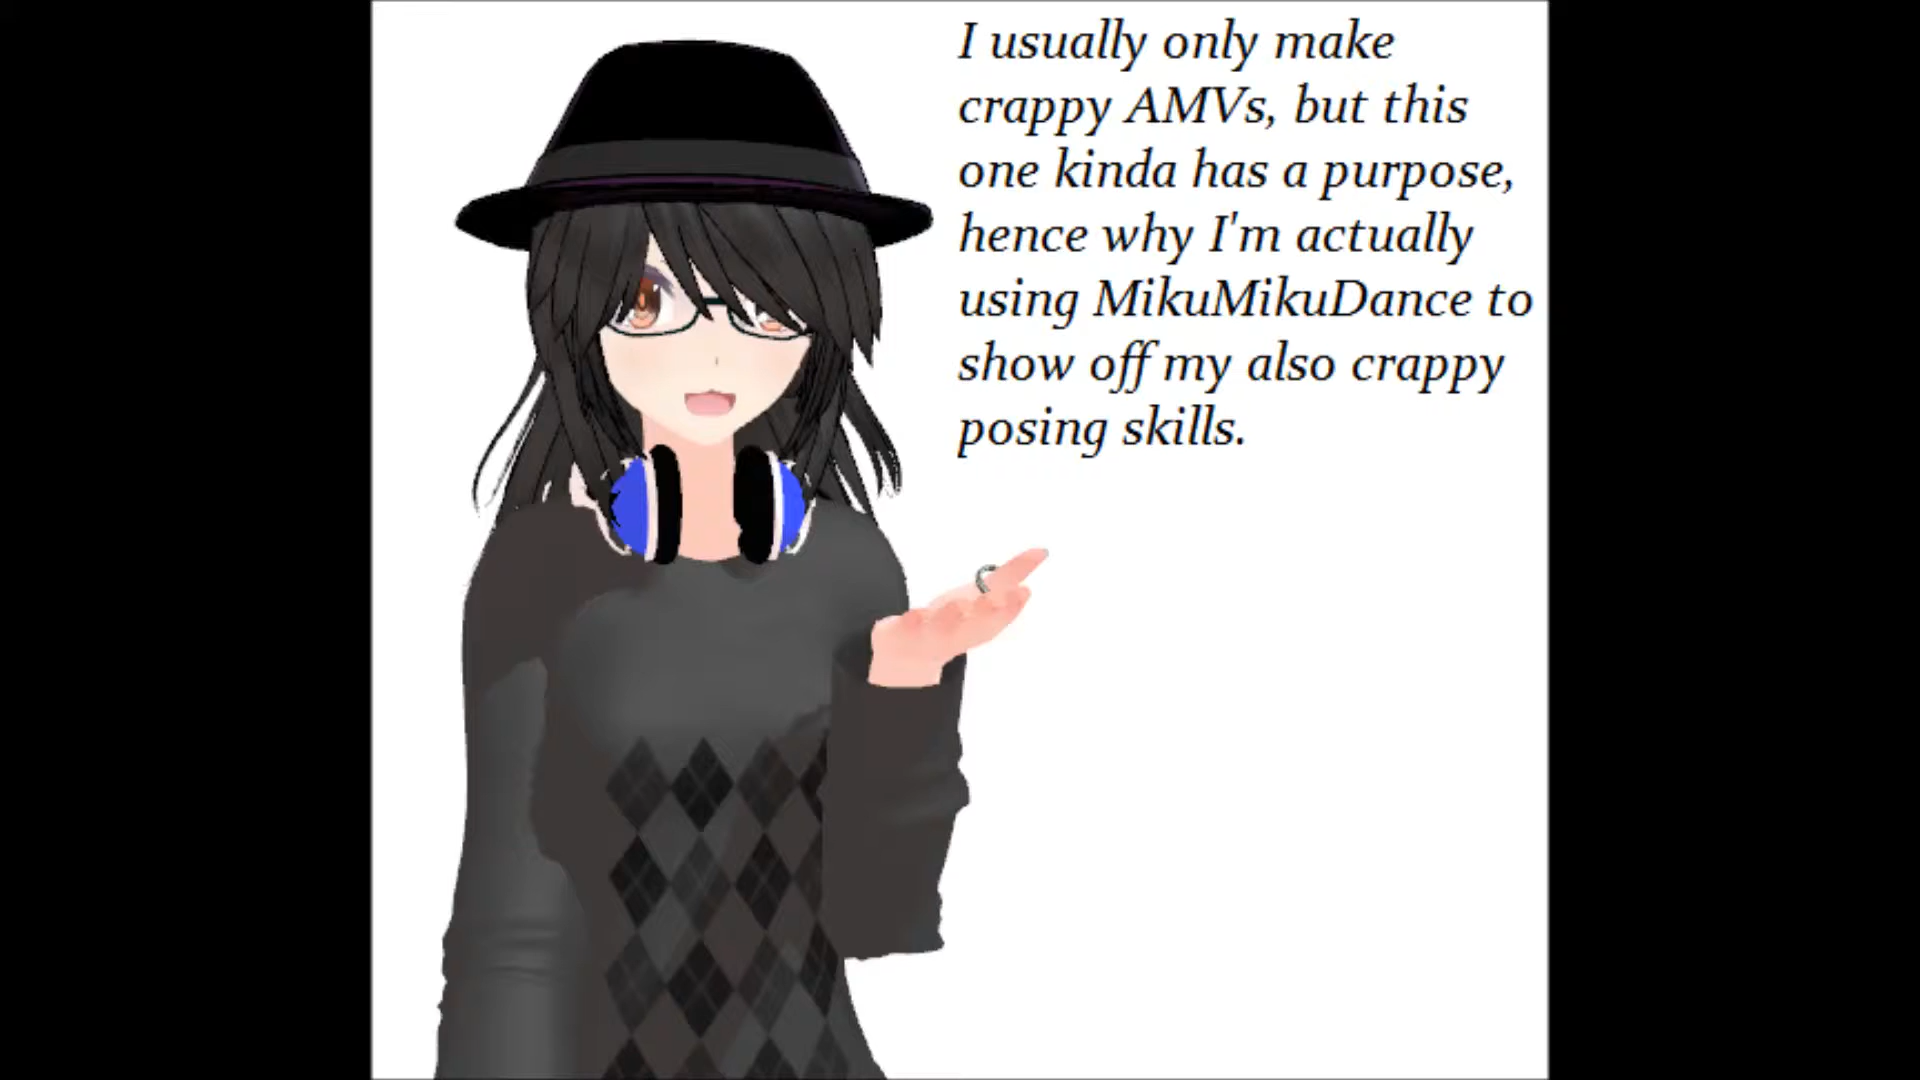 I usually only make
crappy AMVs, but this
one kinda has a purpose,
hence why I'm actually
using MikuMikuDance to
show off my also crappy
posing skills.